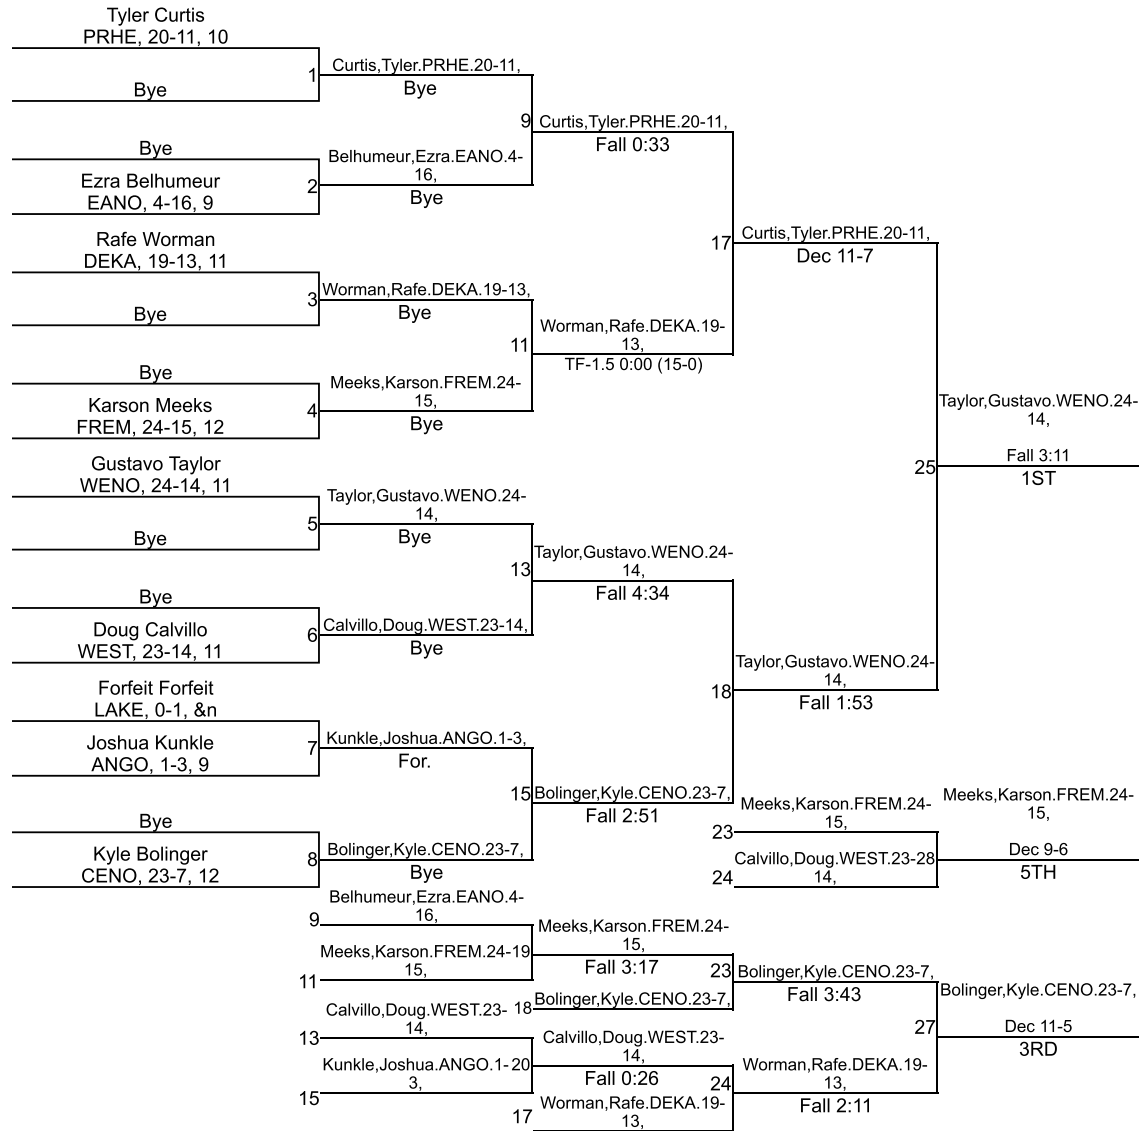 Tyler Curtis
PRHE, 20-11, 10
1
Curtis,Tyler.PRHE.20-11,
Bye
Bye
9
Curtis,Tyler.PRHE.20-11,
Fall 0:33
Bye
Belhumeur,Ezra.EANO.4-
16,
Ezra Belhumeur
EANO, 4-16, 9
2
Bye
Rafe Worman
DEKA, 19-13, 11
17
Curtis,Tyler.PRHE.20-11,
Dec 11-7
3
Worman,Rafe.DEKA.19-13,
Bye
Bye
11
Worman,Rafe.DEKA.19-
13,
TF-1.5 0:00 (15-0)
Bye
Meeks,Karson.FREM.24-
15,
Karson Meeks
FREM, 24-15, 12
4
Bye
Taylor,Gustavo.WENO.24-
14,
Gustavo Taylor
WENO, 24-14, 11
25
Fall 3:11
1ST
Taylor,Gustavo.WENO.24-
14,
5
Bye
Bye
13
Taylor,Gustavo.WENO.24-
14,
Fall 4:34
Bye
Doug Calvillo
WEST, 23-14, 11
6
Calvillo,Doug.WEST.23-14,
Bye
Taylor,Gustavo.WENO.24-
14,
18
Fall 1:53
Forfeit Forfeit
LAKE, 0-1, &n
7
Kunkle,Joshua.ANGO.1-3,
For.
Joshua Kunkle
ANGO, 1-3, 9
15
Bolinger,Kyle.CENO.23-7,
Fall 2:51
Bye
Kyle Bolinger
CENO, 23-7, 12
8
Bolinger,Kyle.CENO.23-7,
Bye
23
Meeks,Karson.FREM.24-
15,
Meeks,Karson.FREM.24-
15,
24
Calvillo,Doug.WEST.23-28
14,
Dec 9-6
5TH
9
Belhumeur,Ezra.EANO.4-
16,
Meeks,Karson.FREM.24-
15,
11
Meeks,Karson.FREM.24-19
15,
Fall 3:17
23
Bolinger,Kyle.CENO.23-7,
Fall 3:43
18
Bolinger,Kyle.CENO.23-7,
Bolinger,Kyle.CENO.23-7,
13
Calvillo,Doug.WEST.23-
14,
27
Dec 11-5
3RD
Calvillo,Doug.WEST.23-
14,
15
Kunkle,Joshua.ANGO.1-20
3,
Fall 0:26
24
Worman,Rafe.DEKA.19-
13,
Fall 2:11
17
Worman,Rafe.DEKA.19-
13,